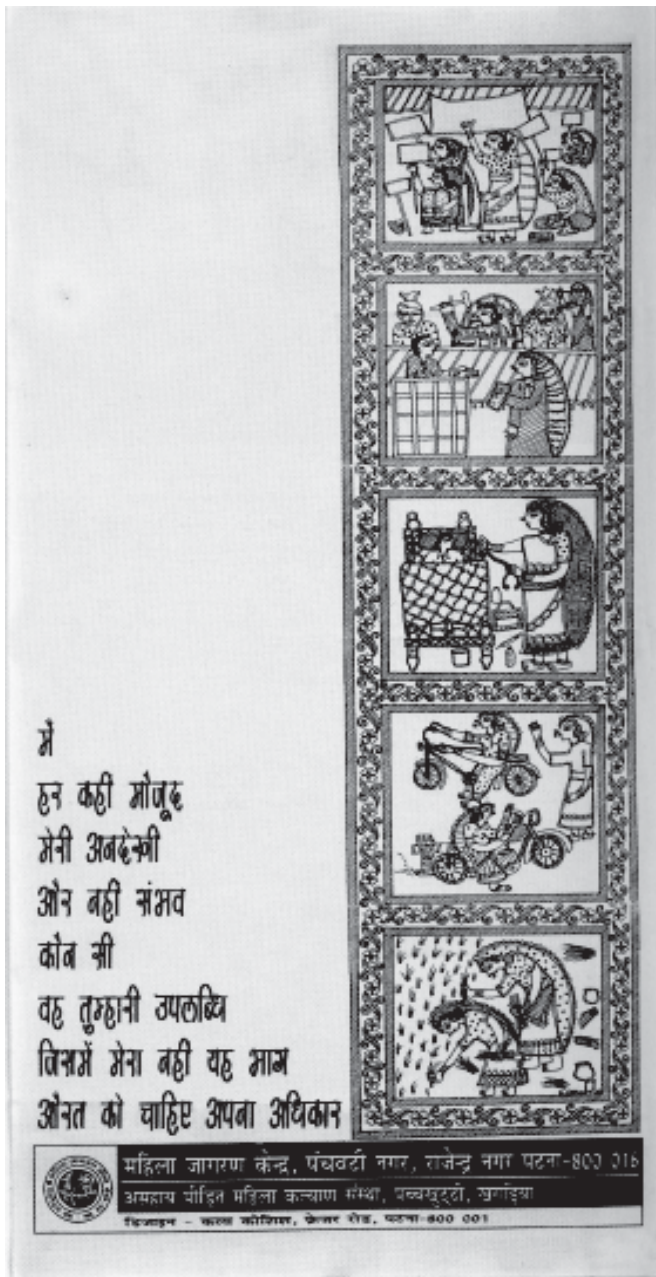 में
हर कहीं मौजूद
मेरी अनदेखी
और नहीं संभव
कौन सी
वह तुम्हारी उपलब्धि
जिसमें मेरा नहीं यह भाग
औरत को चाहिए अपना अधिकार
महिला जागरण केन्द्र, पंचवटी नगर, राजेन्द्र नगर पटना-800 016
असहाय पीड़ित महिला कल्याण संस्था, खगड़िया
डिजाइन - कला कोशिश, फ्रेजर रोड, पटना-800 001